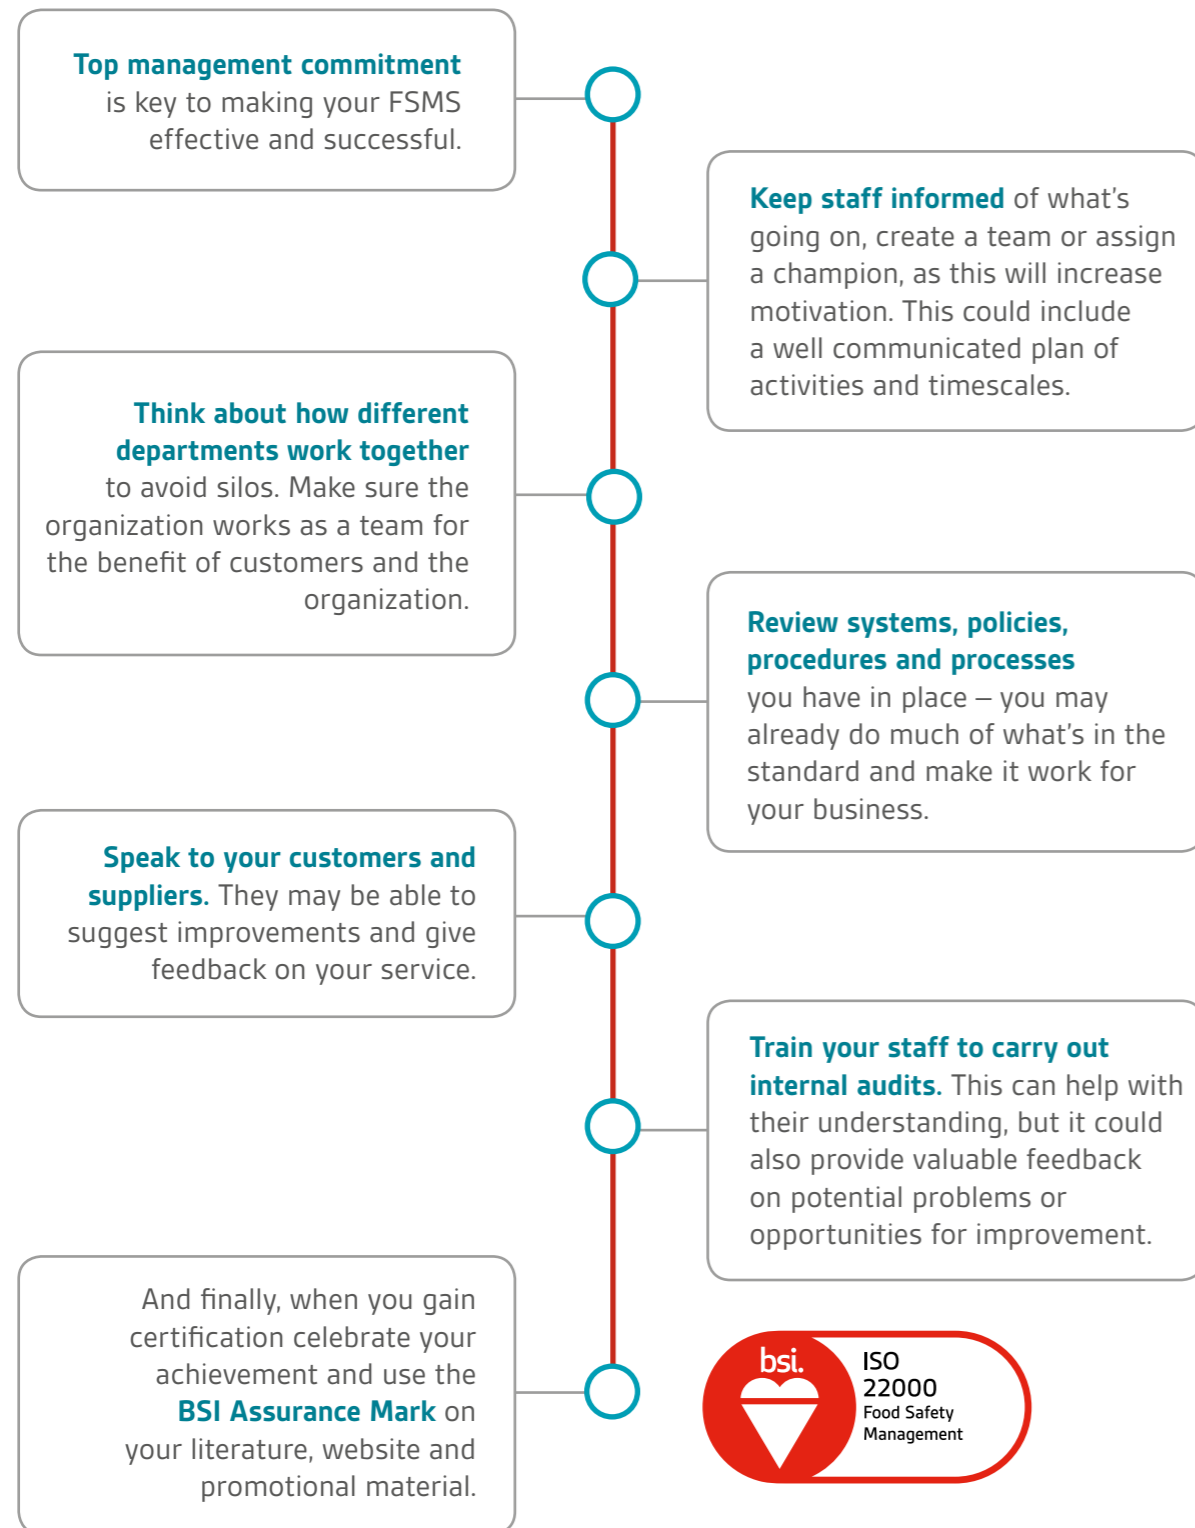 Top management commitment
is key to making your FSMS
effective and successful.
Keep staff informed of what's
going on, create a team or assign
a champion, as this will increase
motivation. This could include
a well communicated plan of
activities and timescales.
Think about how different
departments work together
to avoid silos. Make sure the
organization works as a team for
the benefit of customers and the
organization.
Review systems, policies,
procedures and processes
you have in place – you may
already do much of what's in the
standard and make it work for
your business.
Speak to your customers and
suppliers. They may be able to
suggest improvements and give
feedback on your service.
Train your staff to carry out
internal audits. This can help with
their understanding, but it could
also provide valuable feedback
on potential problems or
opportunities for improvement.
And finally, when you gain
certification celebrate your
achievement and use the
BSI Assurance Mark on
your literature, website and
promotional material.
bsi.
ISO
22000
Food Safety
Management